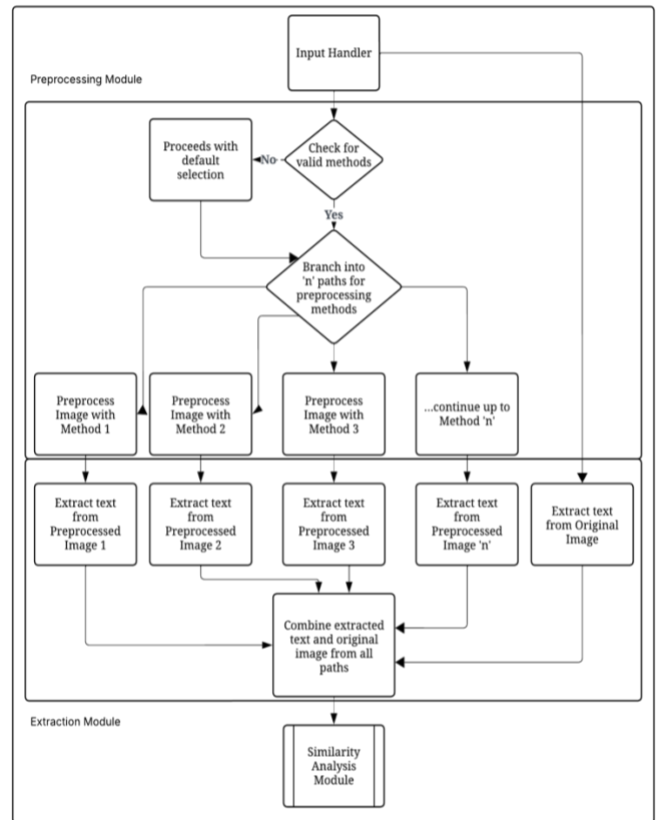 Input Handler
Preprocessing Module
Proceeds with
default
selection
No
Check for
valid methods
Yes
Branch into
'n' paths for
preprocessing
methods
Preprocess
Image with
Method 1
Preprocess
Image with
Method 2
Preprocess
Image with
Method 3
...continue up to
Method 'n'
Extract text
from
Preprocessed
Image 1
Extract text
from
Preprocessed
Image 2
Extract text
from
Preprocessed
Image 3
Extract text
from
Preprocessed
Image 'n'
Extract text
from Original
Image
Combine extracted
text and original
image from all
paths
Extraction Module
Similarity
Analysis
Module